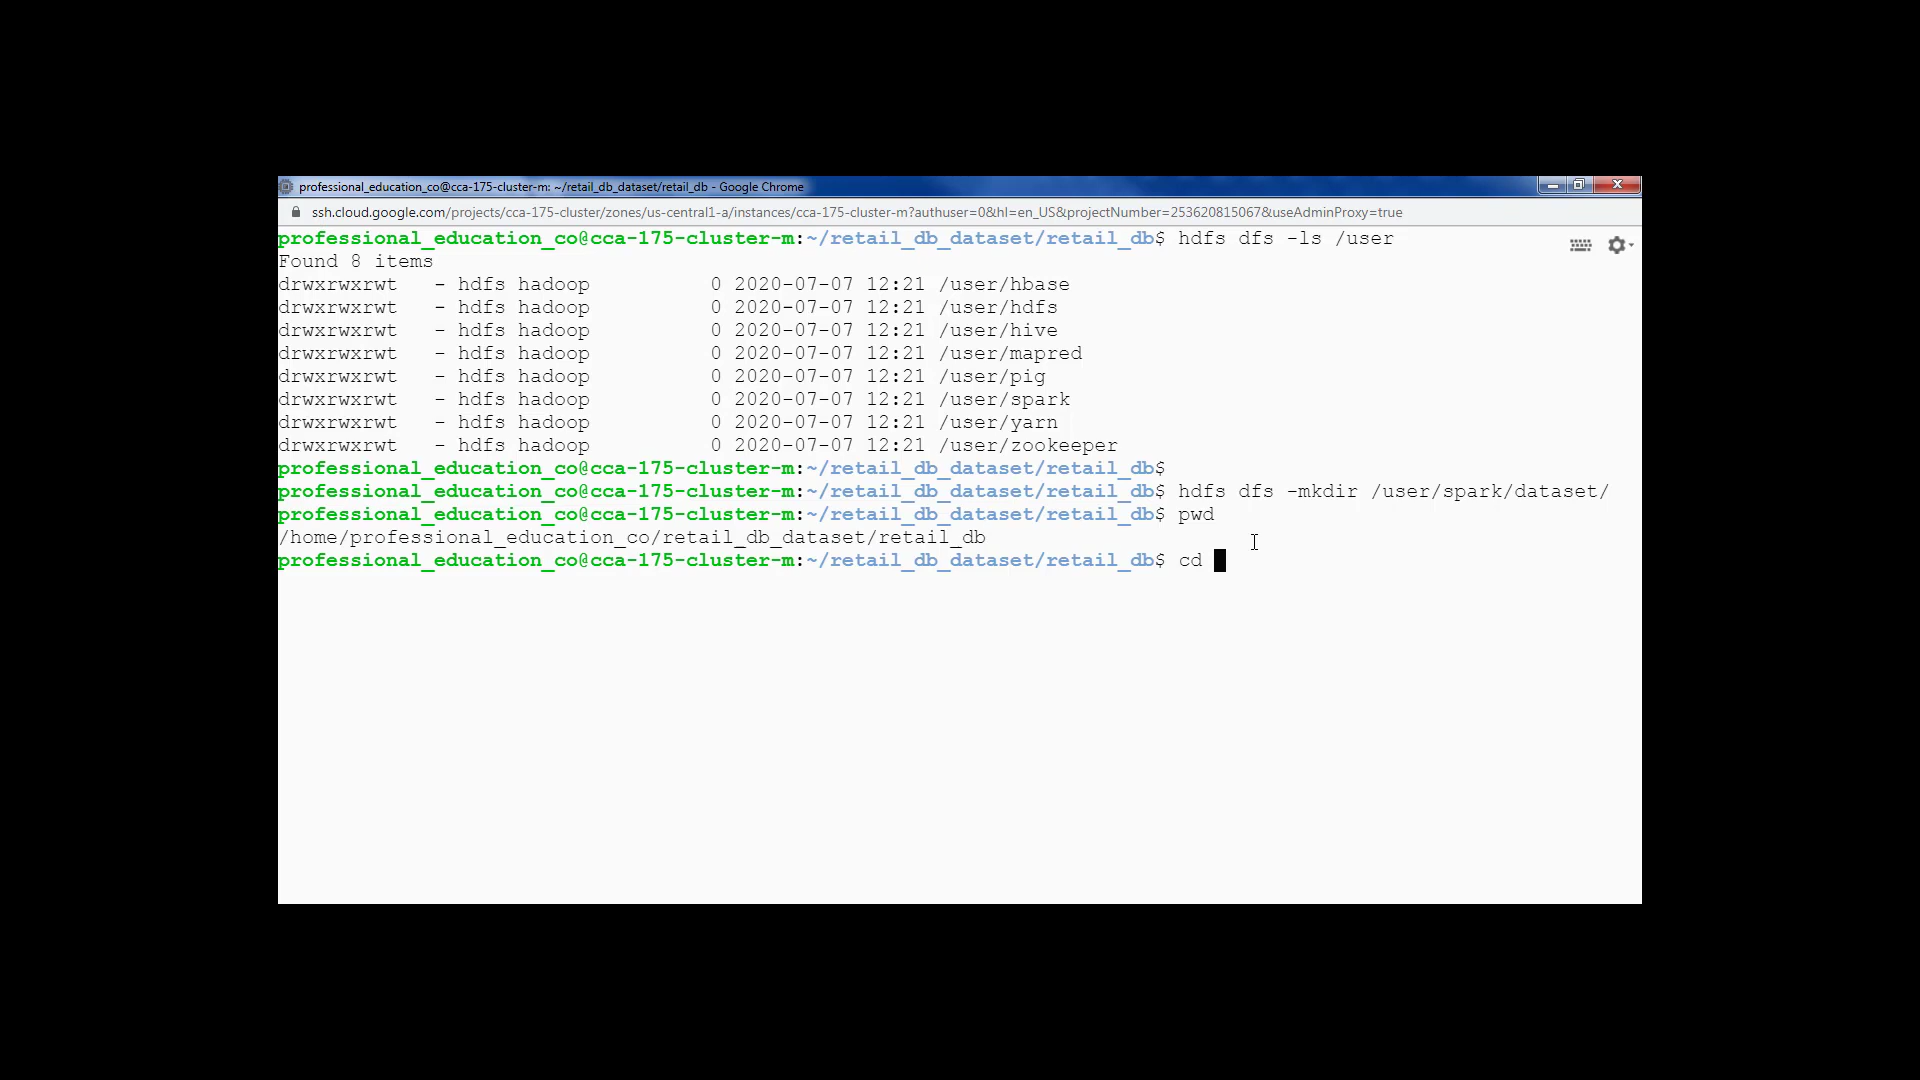 professional_education_co@cca-175-cluster-m: ~/retail_db_dataset/retail_db - Google Chrome
ssh.cloud.google.com/projects/cca-175-cluster/zones/us-central1-a/instances/cca-175-cluster-m?authuser=0&hl=en_US&projectNumber=253620815067&useAdminProxy=true
professional_education_co@cca-175-cluster-m:~/retail_db_dataset/retail_db$ hdfs dfs -ls /user
Found 8 items
drwxrwxrwt   - hdfs hadoop          0 2020-07-07 12:21 /user/hbase
drwxrwxrwt   - hdfs hadoop          0 2020-07-07 12:21 /user/hdfs
drwxrwxrwt   - hdfs hadoop          0 2020-07-07 12:21 /user/hive
drwxrwxrwt   - hdfs hadoop          0 2020-07-07 12:21 /user/mapred
drwxrwxrwt   - hdfs hadoop          0 2020-07-07 12:21 /user/pig
drwxrwxrwt   - hdfs hadoop          0 2020-07-07 12:21 /user/spark
drwxrwxrwt   - hdfs hadoop          0 2020-07-07 12:21 /user/yarn
drwxrwxrwt   - hdfs hadoop          0 2020-07-07 12:21 /user/zookeeper
professional_education_co@cca-175-cluster-m:~/retail_db_dataset/retail_db$
professional_education_co@cca-175-cluster-m:~/retail_db_dataset/retail_db$ hdfs dfs -mkdir /user/spark/dataset/
professional_education_co@cca-175-cluster-m:~/retail_db_dataset/retail_db$ pwd
/home/professional_education_co/retail_db_dataset/retail_db
professional_education_co@cca-175-cluster-m:~/retail_db_dataset/retail_db$ cd